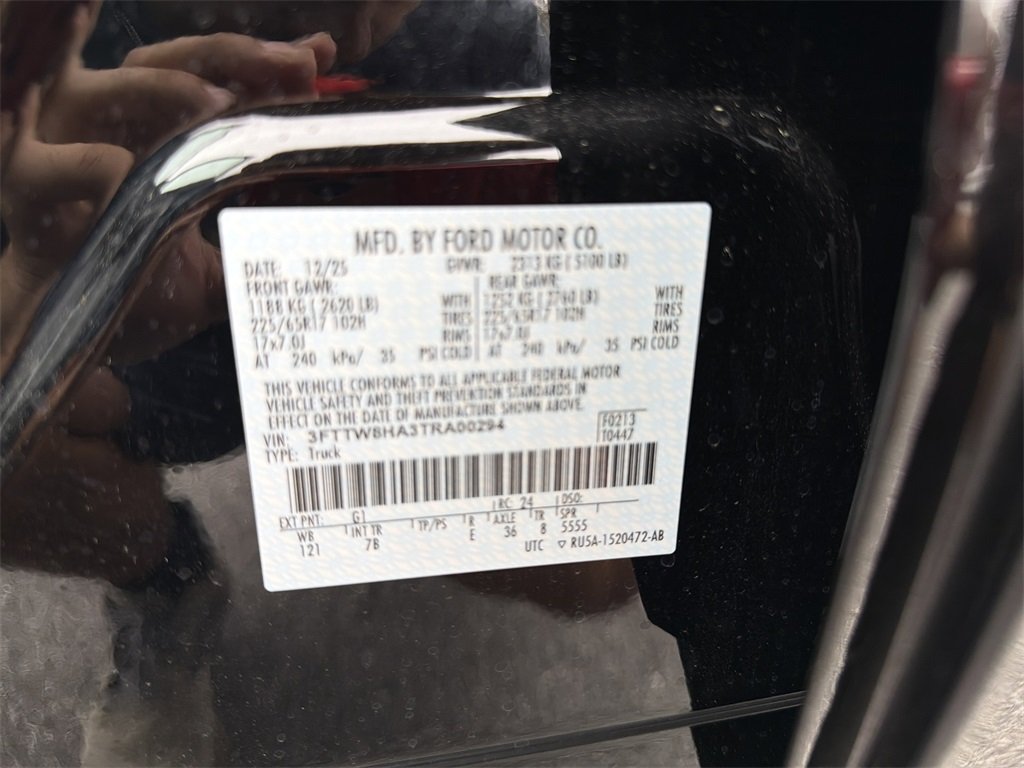 MFD. BY FORD MOTOR CO.
DATE: 12/25 GVWR: 2313 KG (5100 LB)
FRONT GAWR: REAR GAWR:
1188 KG (2620 LB) WITH 1252 KG (2760 LB) WITH
225/65R17 102H TIRES 225/65R17 102H TIRES
17x7.0J RIMS 17x7.0J RIMS
AT 240 kPa/ 35 PSI COLD AT 240 kPa/ 35 PSI COLD
THIS VEHICLE CONFORMS TO ALL APPLICABLE FEDERAL MOTOR
VEHICLE SAFETY AND THEFT PREVENTION STANDARDS IN
EFFECT ON THE DATE OF MANUFACTURE SHOWN ABOVE.
VIN: 3FTTW8HA3TRA00294 F0213
TYPE: Truck T0447
EXT PNT: G1 RC: 24 DSO:
WB INT TR TP/PS R AXLE TR SPR
121 7B E 36 8 5555
UTC ▽ RU5A-1520472-AB